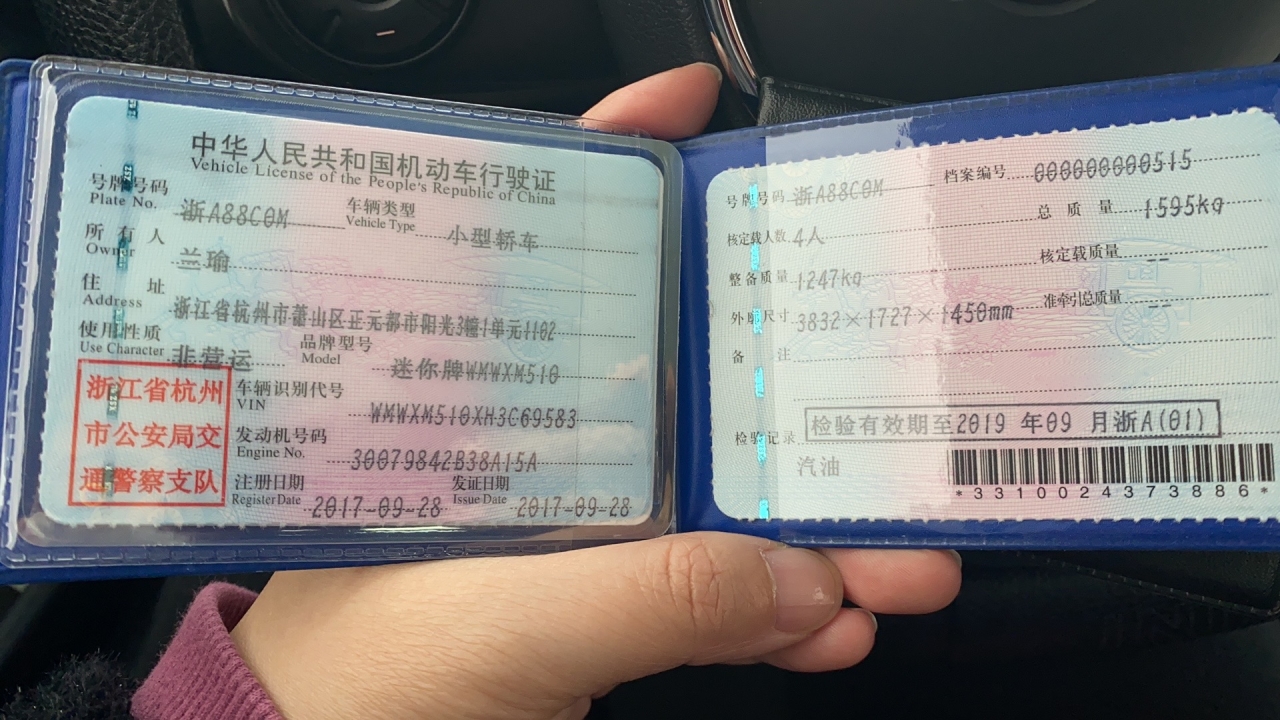 中华人民共和国机动车行驶证
Vehicle License of the People's Republic of China
号牌号码 浙A88C0M 车辆类型 小型轿车
Plate No. Vehicle Type
所有人 兰瑜
Owner
住址 浙江省杭州市萧山区正元都市阳光3幢1单元1102
Address
使用性质 非营运 品牌型号 迷你牌WMWXM510
Use Character Model
浙江省杭州
市公安局交
通警察支队
车辆识别代号 WMWXM510XH3C69583
VIN
发动机号码 30079842B38A15A
Engine No.
注册日期 2017-09-28 发证日期 2017-09-28
Register Date Issue Date
号牌号码 浙A88C0M 档案编号 000000000515
核定载人数 4人 总质量 1595kg
整备质量 1247kg 核定载质量 --
外廓尺寸 3832×1727×1450mm 准牵引总质量 --
备注
检验记录 检验有效期至2019年09月浙A(01)
汽油
*3310024373886*